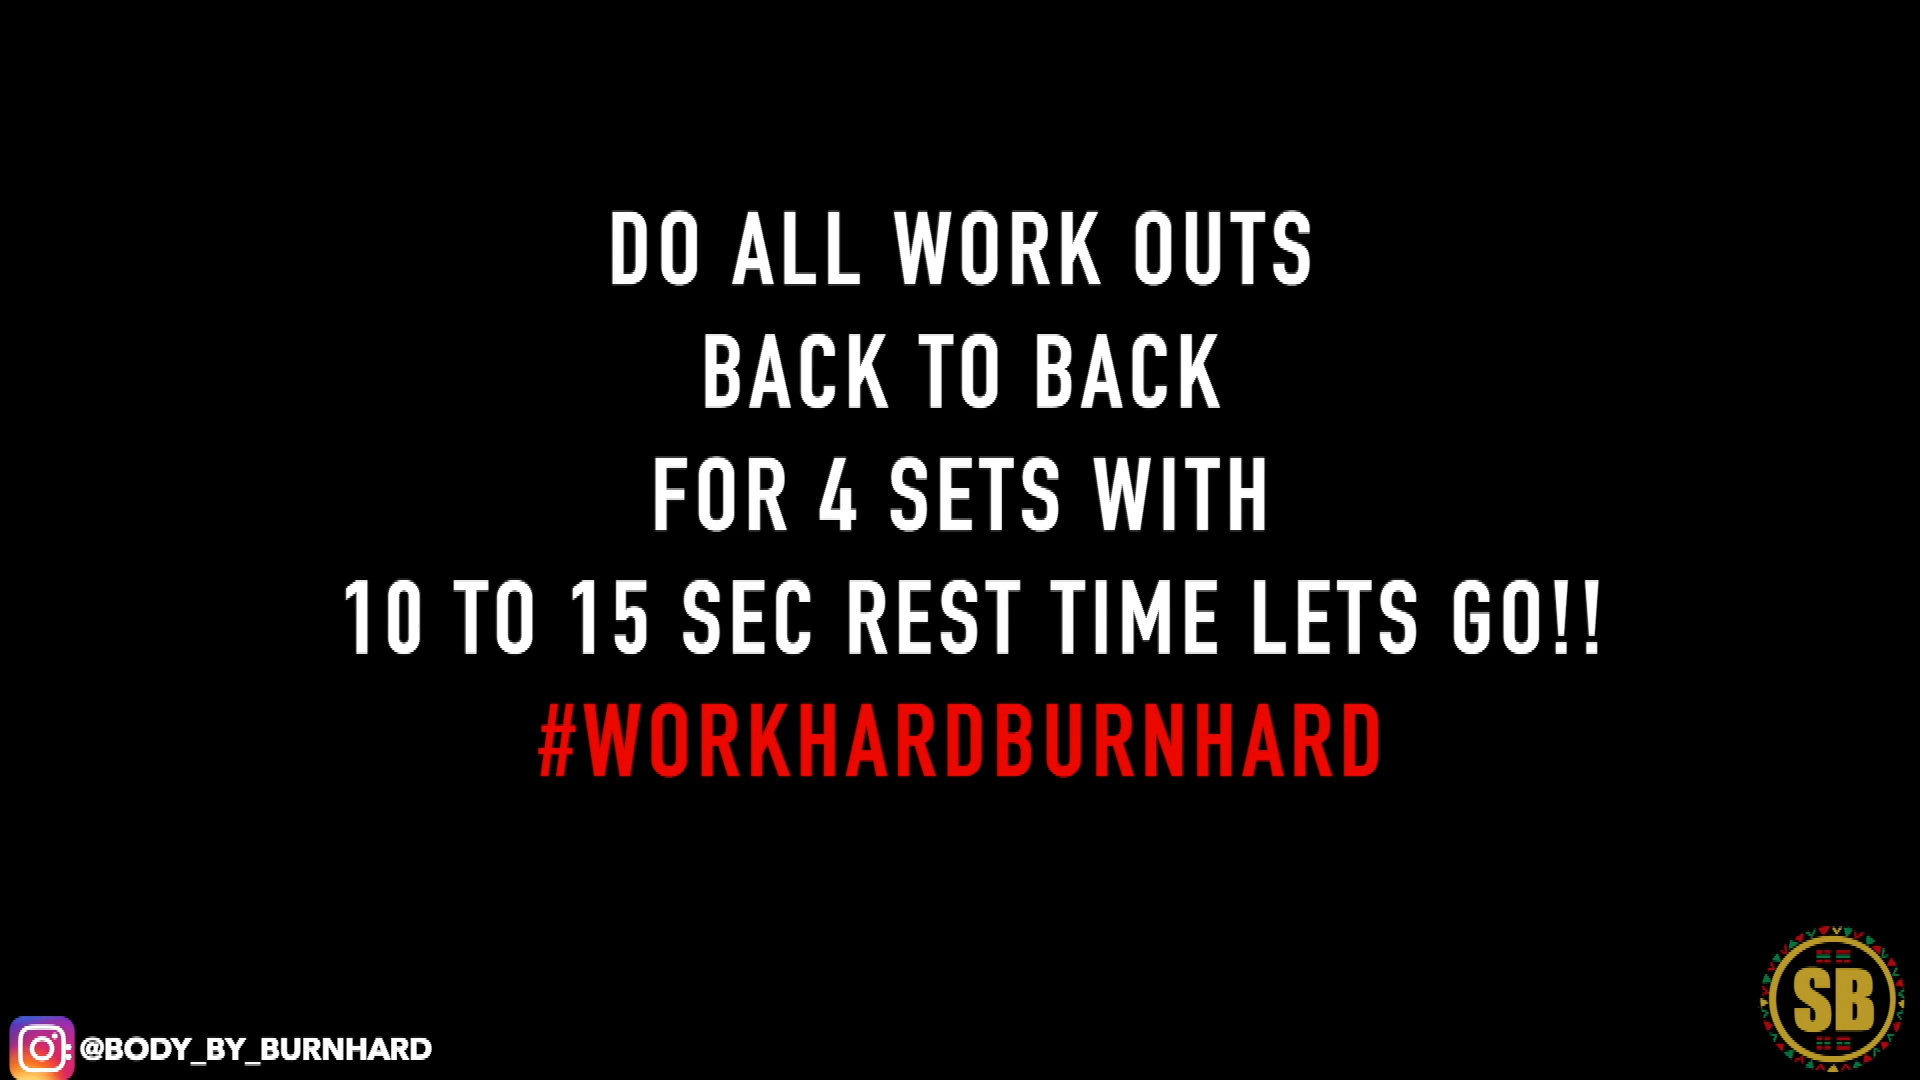 DO ALL WORK OUTS
BACK TO BACK
FOR 4 SETS WITH
10 TO 15 SEC REST TIME LETS GO!!
#WORKHARDBURNHARD
: @BODY_BY_BURNHARD
SB